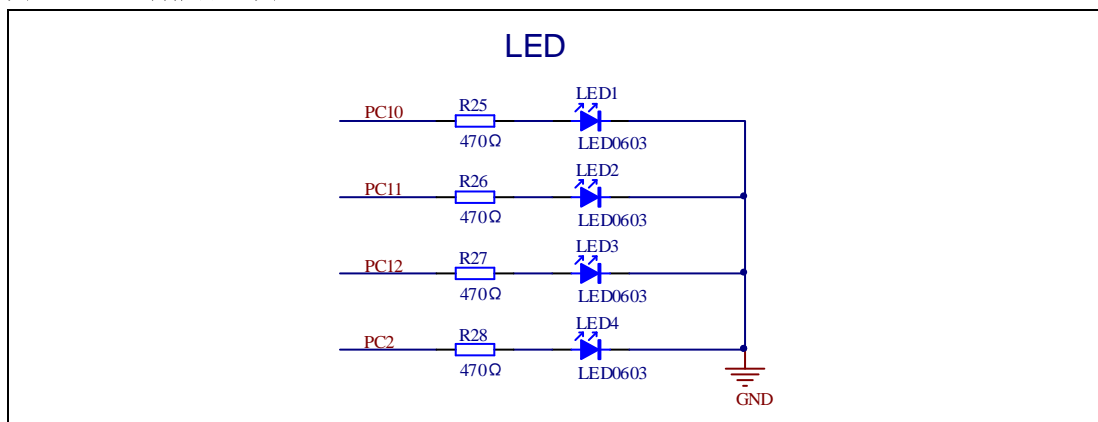 LED
LED1
PC10
R25
470Ω
LED0603
LED2
PC11
R26
470Ω
LED0603
LED3
PC12
R27
470Ω
LED0603
LED4
PC2
R28
470Ω
LED0603
GND